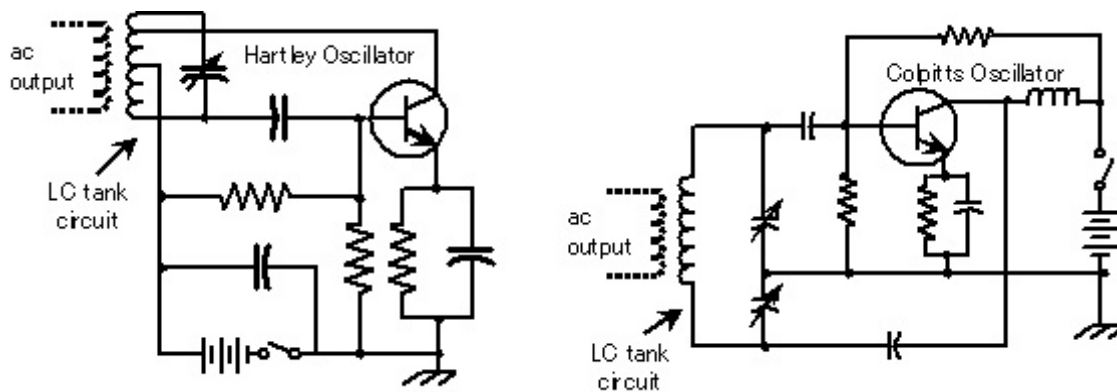 ac
output
Hartley Oscillator
LC tank
circuit
Colpitts Oscillator
ac
output
LC tank
circuit